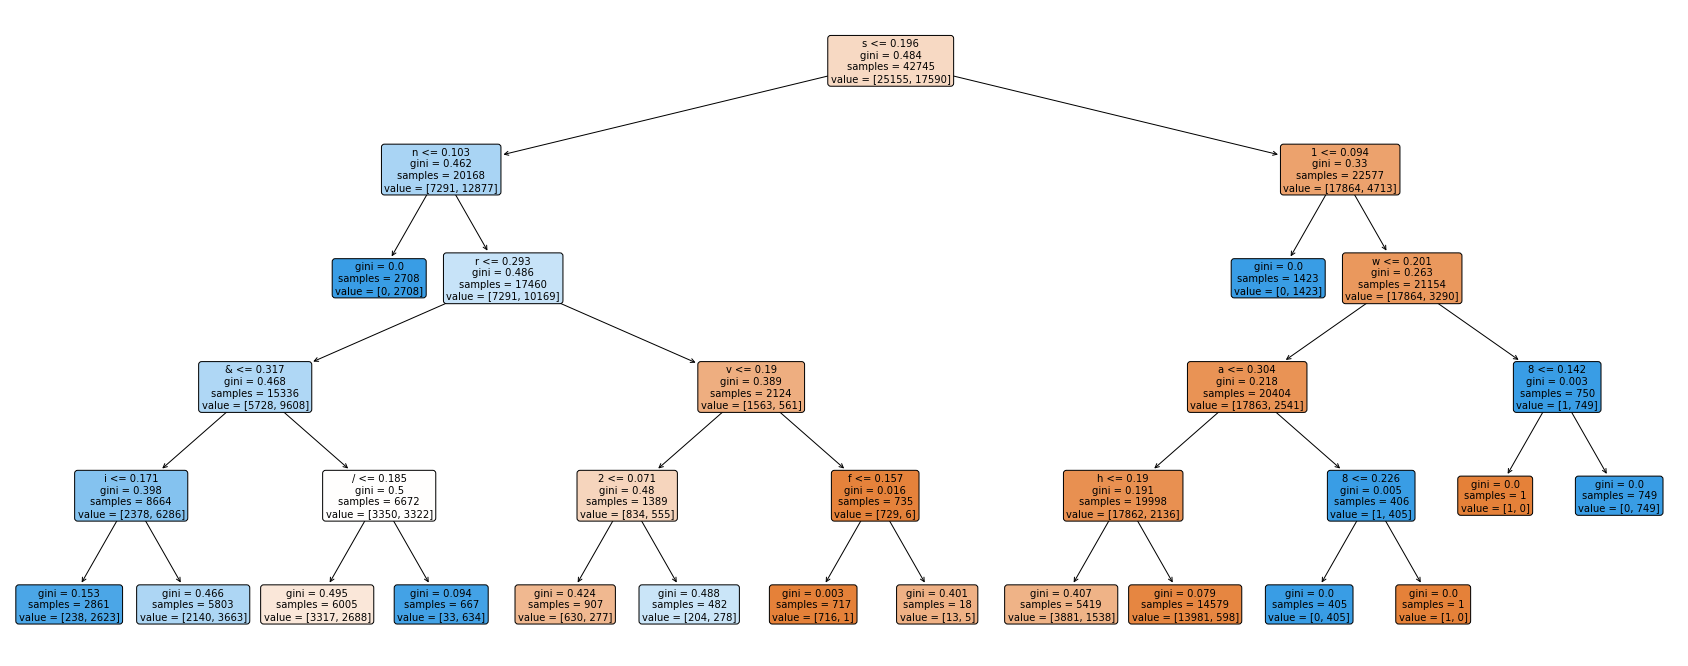 s <= 0.196
gini = 0.484
samples = 42745
value = [25155, 17590]
n <= 0.103
gini = 0.462
samples = 20168
value = [7291, 12877]
1 <= 0.094
gini = 0.33
samples = 22577
value = [17864, 4713]
gini = 0.0
samples = 2708
value = [0, 2708]
r <= 0.293
gini = 0.486
samples = 17460
value = [7291, 10169]
gini = 0.0
samples = 1423
value = [0, 1423]
w <= 0.201
gini = 0.263
samples = 21154
value = [17864, 3290]
& <= 0.317
gini = 0.468
samples = 15336
value = [5728, 9608]
v <= 0.19
gini = 0.389
samples = 2124
value = [1563, 561]
a <= 0.304
gini = 0.218
samples = 20404
value = [17863, 2541]
8 <= 0.142
gini = 0.003
samples = 750
value = [1, 749]
i <= 0.171
gini = 0.398
samples = 8664
value = [2378, 6286]
/ <= 0.185
gini = 0.5
samples = 6672
value = [3350, 3322]
2 <= 0.071
gini = 0.48
samples = 1389
value = [834, 555]
f <= 0.157
gini = 0.016
samples = 735
value = [729, 6]
h <= 0.19
gini = 0.191
samples = 19998
value = [17862, 2136]
8 <= 0.226
gini = 0.005
samples = 406
value = [1, 405]
gini = 0.0
samples = 1
value = [1, 0]
gini = 0.0
samples = 749
value = [0, 749]
gini = 0.153
samples = 2861
value = [238, 2623]
gini = 0.466
samples = 5803
value = [2140, 3663]
gini = 0.495
samples = 6005
value = [3317, 2688]
gini = 0.094
samples = 667
value = [33, 634]
gini = 0.424
samples = 907
value = [630, 277]
gini = 0.488
samples = 482
value = [204, 278]
gini = 0.003
samples = 717
value = [716, 1]
gini = 0.401
samples = 18
value = [13, 5]
gini = 0.407
samples = 5419
value = [3881, 1538]
gini = 0.079
samples = 14579
value = [13981, 598]
gini = 0.0
samples = 405
value = [0, 405]
gini = 0.0
samples = 1
value = [1, 0]